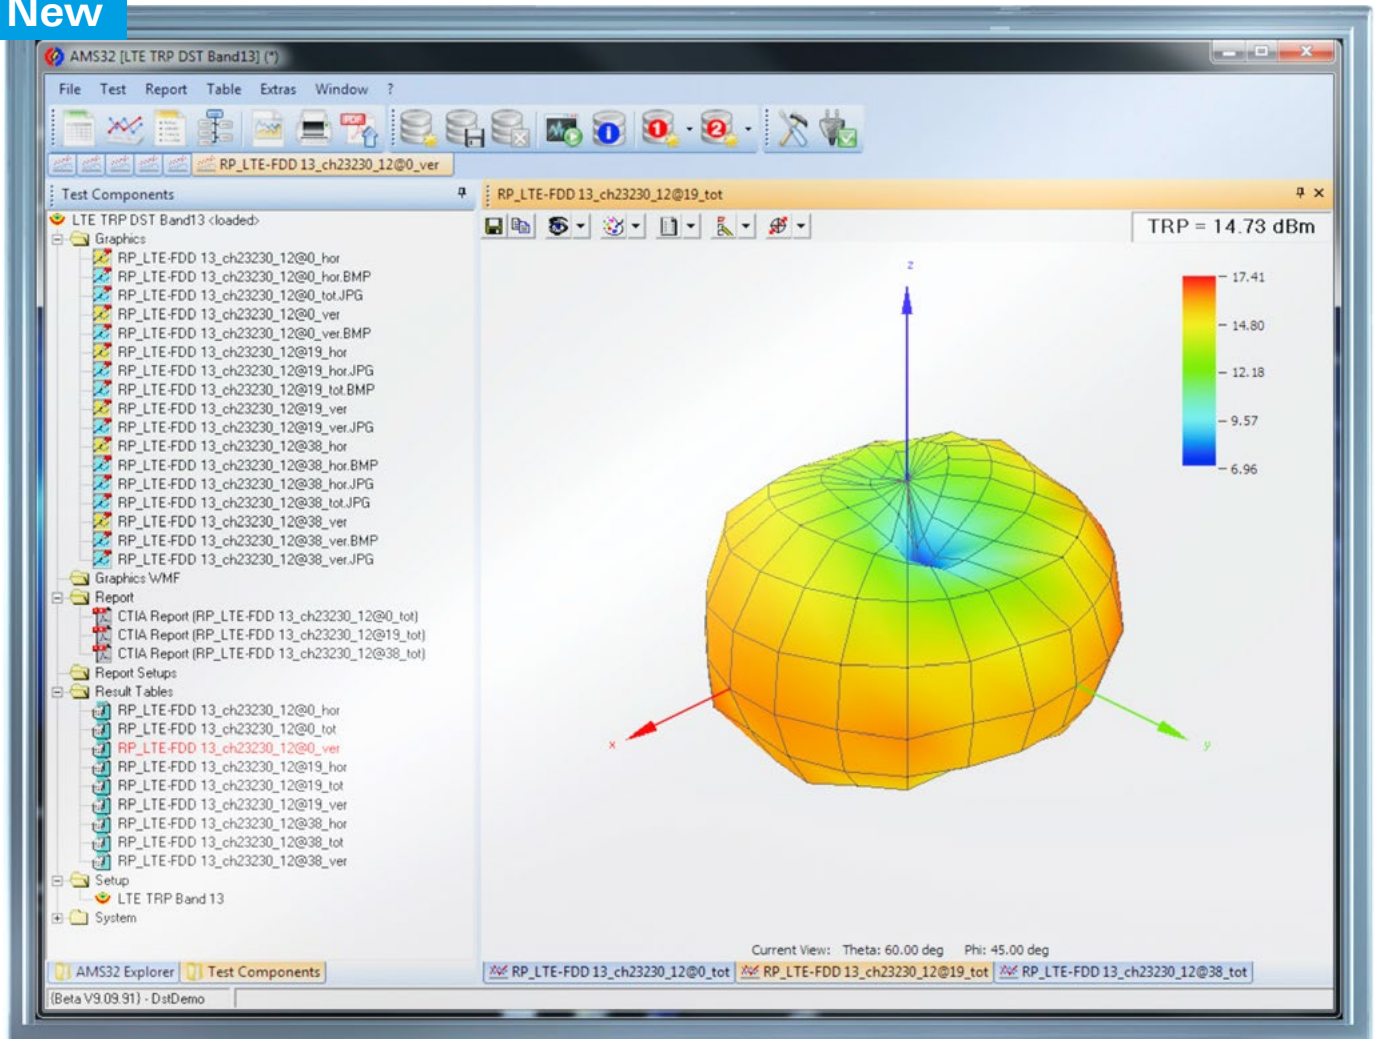 New
AMS32 [LTE TRP DST Band13] (*)
File Test Report Table Extras Window ?
RP_LTE-FDD 13_ch23230_12@0_ver
Test Components
LTE TRP DST Band13 <loaded>
Graphics
RP_LTE-FDD 13_ch23230_12@0_hor
RP_LTE-FDD 13_ch23230_12@0_hor.BMP
RP_LTE-FDD 13_ch23230_12@0_tot.JPG
RP_LTE-FDD 13_ch23230_12@0_ver
RP_LTE-FDD 13_ch23230_12@0_ver.BMP
RP_LTE-FDD 13_ch23230_12@19_hor
RP_LTE-FDD 13_ch23230_12@19_hor.JPG
RP_LTE-FDD 13_ch23230_12@19_tot.BMP
RP_LTE-FDD 13_ch23230_12@19_ver
RP_LTE-FDD 13_ch23230_12@19_ver.JPG
RP_LTE-FDD 13_ch23230_12@38_hor
RP_LTE-FDD 13_ch23230_12@38_hor.BMP
RP_LTE-FDD 13_ch23230_12@38_hor.JPG
RP_LTE-FDD 13_ch23230_12@38_tot.JPG
RP_LTE-FDD 13_ch23230_12@38_ver
RP_LTE-FDD 13_ch23230_12@38_ver.BMP
RP_LTE-FDD 13_ch23230_12@38_ver.JPG
Graphics WMF
Report
CTIA Report (RP_LTE-FDD 13_ch23230_12@0_tot)
CTIA Report (RP_LTE-FDD 13_ch23230_12@19_tot)
CTIA Report (RP_LTE-FDD 13_ch23230_12@38_tot)
Report Setups
Result Tables
RP_LTE-FDD 13_ch23230_12@0_hor
RP_LTE-FDD 13_ch23230_12@0_tot
RP_LTE-FDD 13_ch23230_12@0_ver
RP_LTE-FDD 13_ch23230_12@19_hor
RP_LTE-FDD 13_ch23230_12@19_tot
RP_LTE-FDD 13_ch23230_12@19_ver
RP_LTE-FDD 13_ch23230_12@38_hor
RP_LTE-FDD 13_ch23230_12@38_tot
RP_LTE-FDD 13_ch23230_12@38_ver
Setup
LTE TRP Band 13
System
AMS32 Explorer Test Components
(Beta V9.09.91) - DstDemo
RP_LTE-FDD 13_ch23230_12@19_tot
TRP = 14.73 dBm
z
17.41
14.80
12.18
9.57
6.96
x
y
Current View: Theta: 60.00 deg Phi: 45.00 deg
RP_LTE-FDD 13_ch23230_12@0_tot RP_LTE-FDD 13_ch23230_12@19_tot RP_LTE-FDD 13_ch23230_12@38_tot